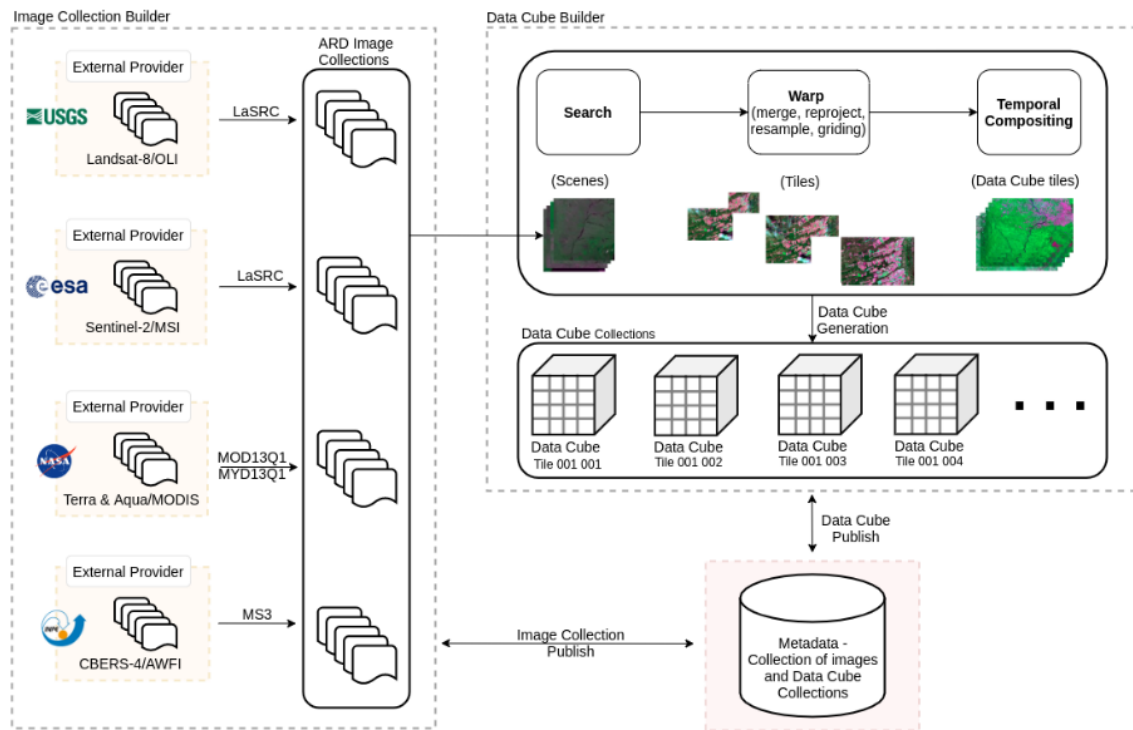 Image Collection Builder
External Provider
USGS
Landsat-8/OLI
LaSRC
External Provider
esa
Sentinel-2/MSI
LaSRC
External Provider
NASA
Terra & Aqua/MODIS
MOD13Q1
MYD13Q1
External Provider
INPE
CBERS-4/AWFI
MS3
ARD Image
Collections
Data Cube Builder
Search
Warp
(merge, reproject,
resample, griding)
Temporal
Compositing
(Scenes)
(Tiles)
(Data Cube tiles)
Data Cube
Generation
Data Cube Collections
Data Cube
Tile 001 001
Data Cube
Tile 001 002
Data Cube
Tile 001 003
Data Cube
Tile 001 004
Data Cube
Publish
Image Collection
Publish
Metadata -
Collection of images
and Data Cube
Collections